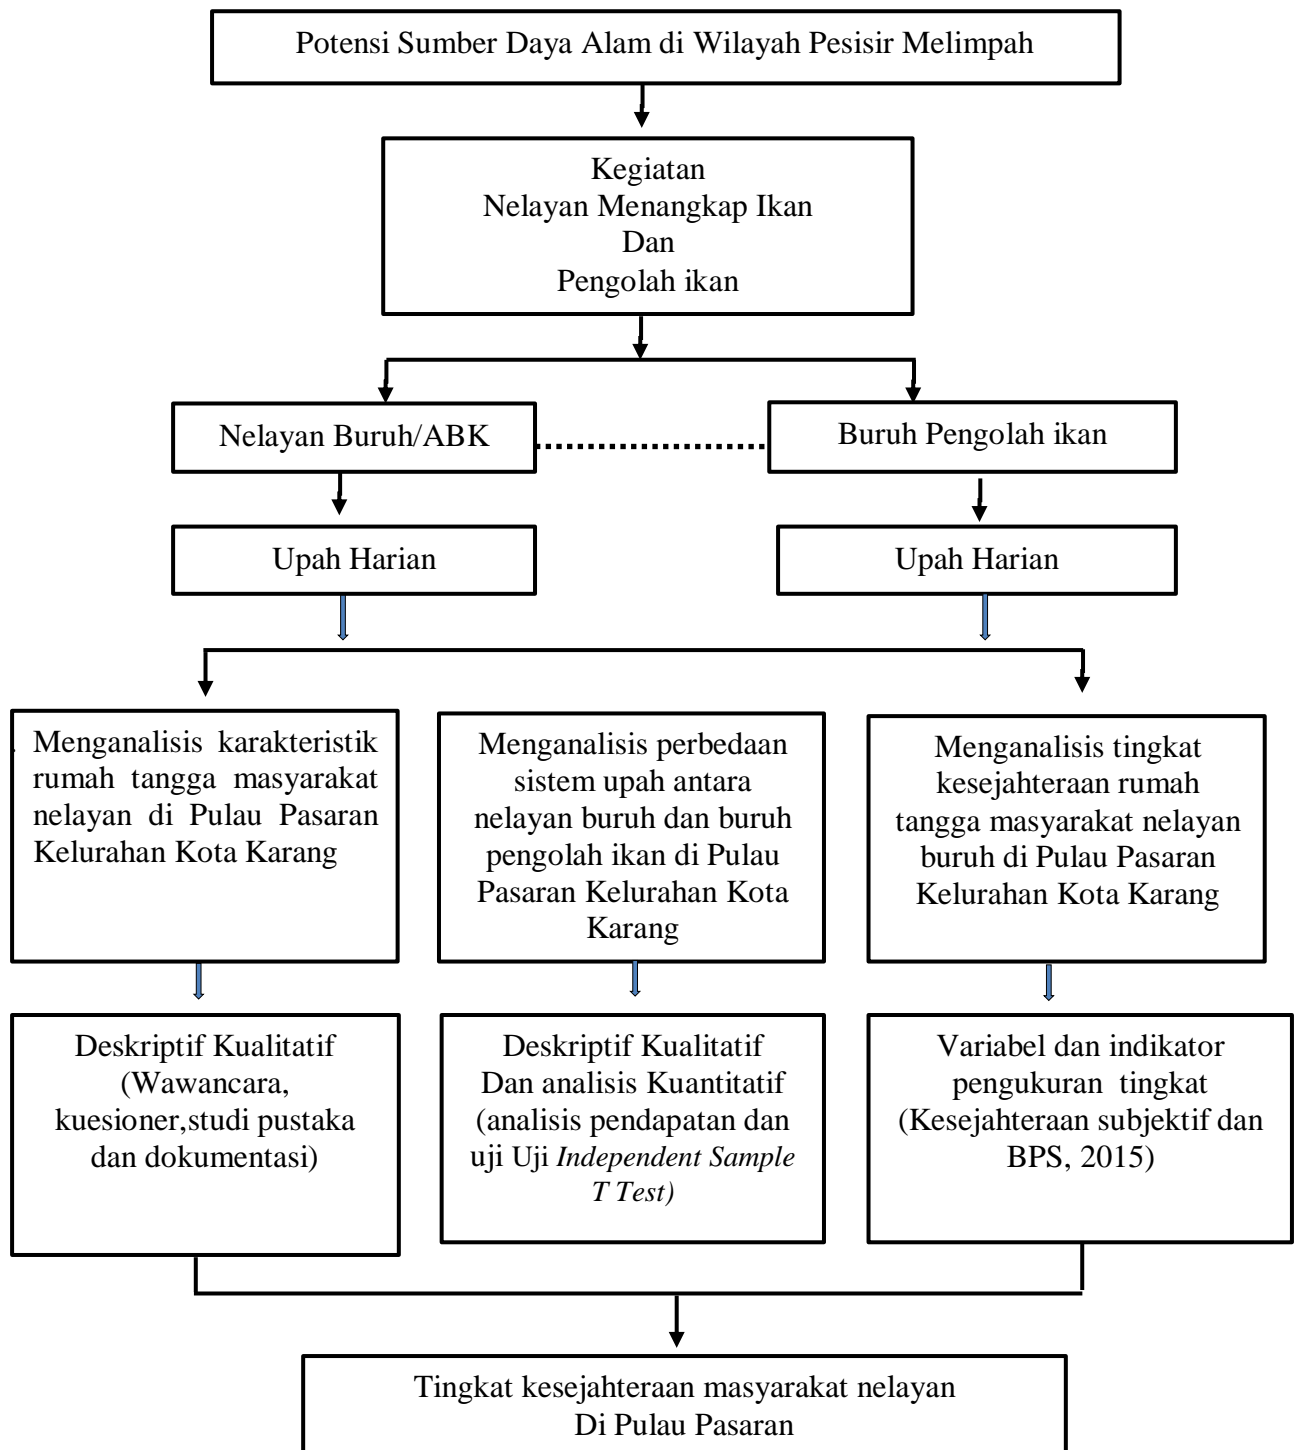 Potensi Sumber Daya Alam di Wilayah Pesisir Melimpah
Kegiatan
Nelayan Menangkap Ikan
Dan
Pengolah ikan
Nelayan Buruh/ABK
Buruh Pengolah ikan
Upah Harian
Upah Harian
Menganalisis karakteristik
rumah tangga masyarakat
nelayan di Pulau Pasaran
Kelurahan Kota Karang
Menganalisis perbedaan
sistem upah antara
nelayan buruh dan buruh
pengolah ikan di Pulau
Pasaran Kelurahan Kota
Karang
Menganalisis tingkat
kesejahteraan rumah
tangga masyarakat nelayan
buruh di Pulau Pasaran
Kelurahan Kota Karang
Deskriptif Kualitatif
(Wawancara,
kuesioner,studi pustaka
dan dokumentasi)
Deskriptif Kualitatif
Dan analisis Kuantitatif
(analisis pendapatan dan
uji Uji Independent Sample
T Test)
Variabel dan indikator
pengukuran tingkat
(Kesejahteraan subjektif dan
BPS, 2015)
Tingkat kesejahteraan masyarakat nelayan
Di Pulau Pasaran